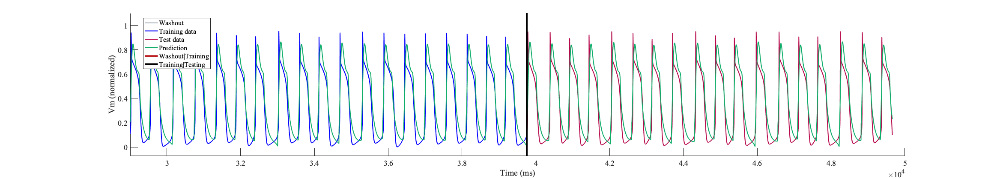 Washout
Training data
Test data
Prediction
Washout|Training
Training|Testing
Vm (normalized)
1
0.8
0.6
0.4
0.2
0
3
3.2
3.4
3.6
3.8
4
4.2
4.4
4.6
4.8
5
Time (ms)
×10⁴